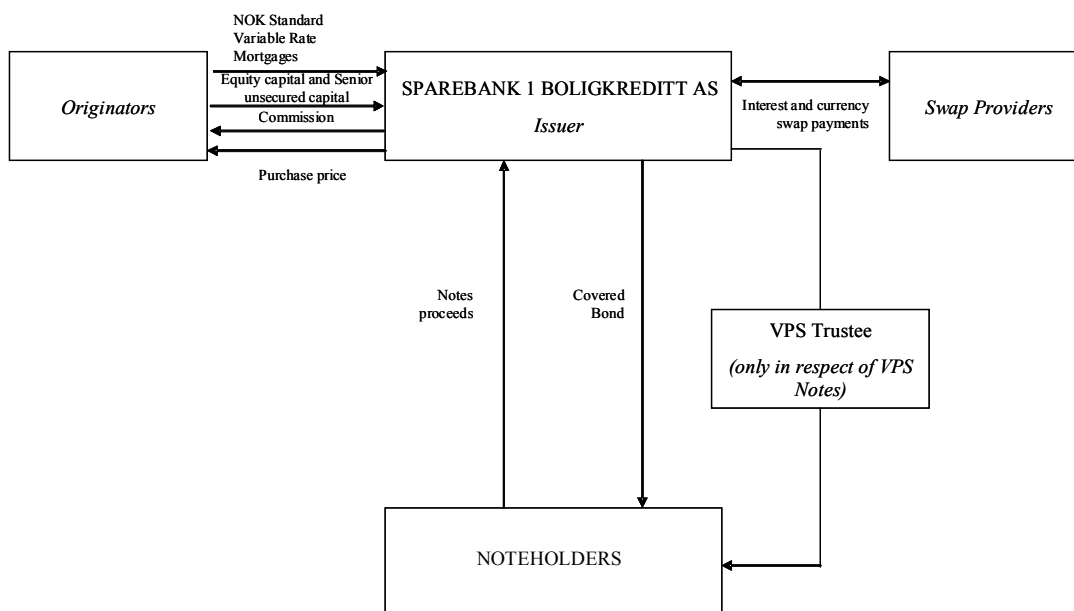 NOK Standard
Variable Rate
Mortgages
Equity capital and Senior
unsecured capital
Commission
Purchase price
Originators
SPAREBANK 1 BOLIGKREDITT AS
Issuer
Interest and currency
swap payments
Swap Providers
Notes
proceeds
Covered
Bond
VPS Trustee
(only in respect of VPS
Notes)
NOTEHOLDERS